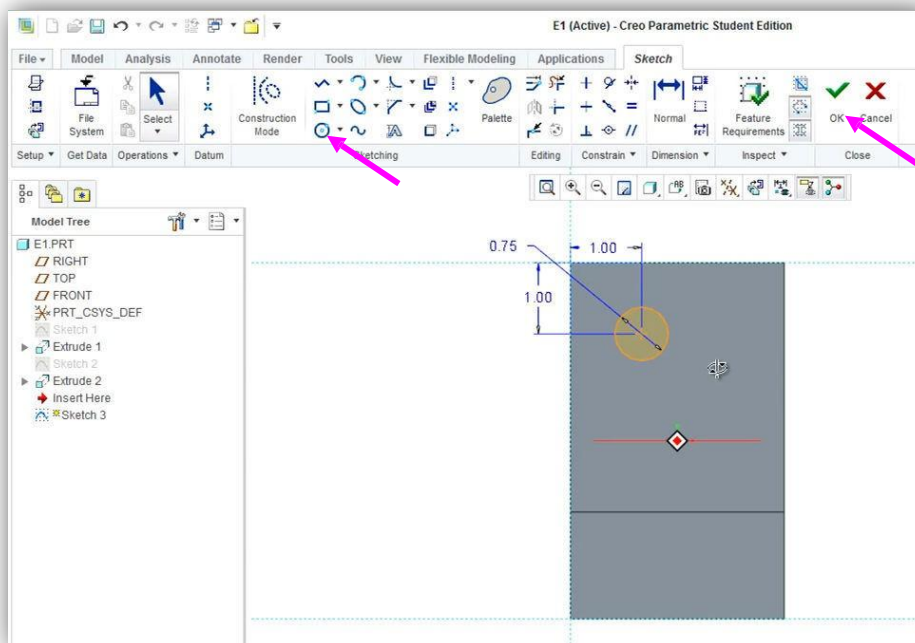 E1 (Active) - Creo Parametric Student Edition
File Model Analysis Annotate Render Tools View Flexible Modeling Applications Sketch
File System
Select
Construction Mode
Palette
Normal
Feature Requirements
OK Cancel
Setup Get Data Operations Datum Sketching Editing Constrain Dimension Inspect Close
Model Tree
E1.PRT
RIGHT
TOP
FRONT
PRT_CSYS_DEF
Sketch 1
Extrude 1
Sketch 2
Extrude 2
Insert Here
Sketch 3
0.75
1.00
1.00